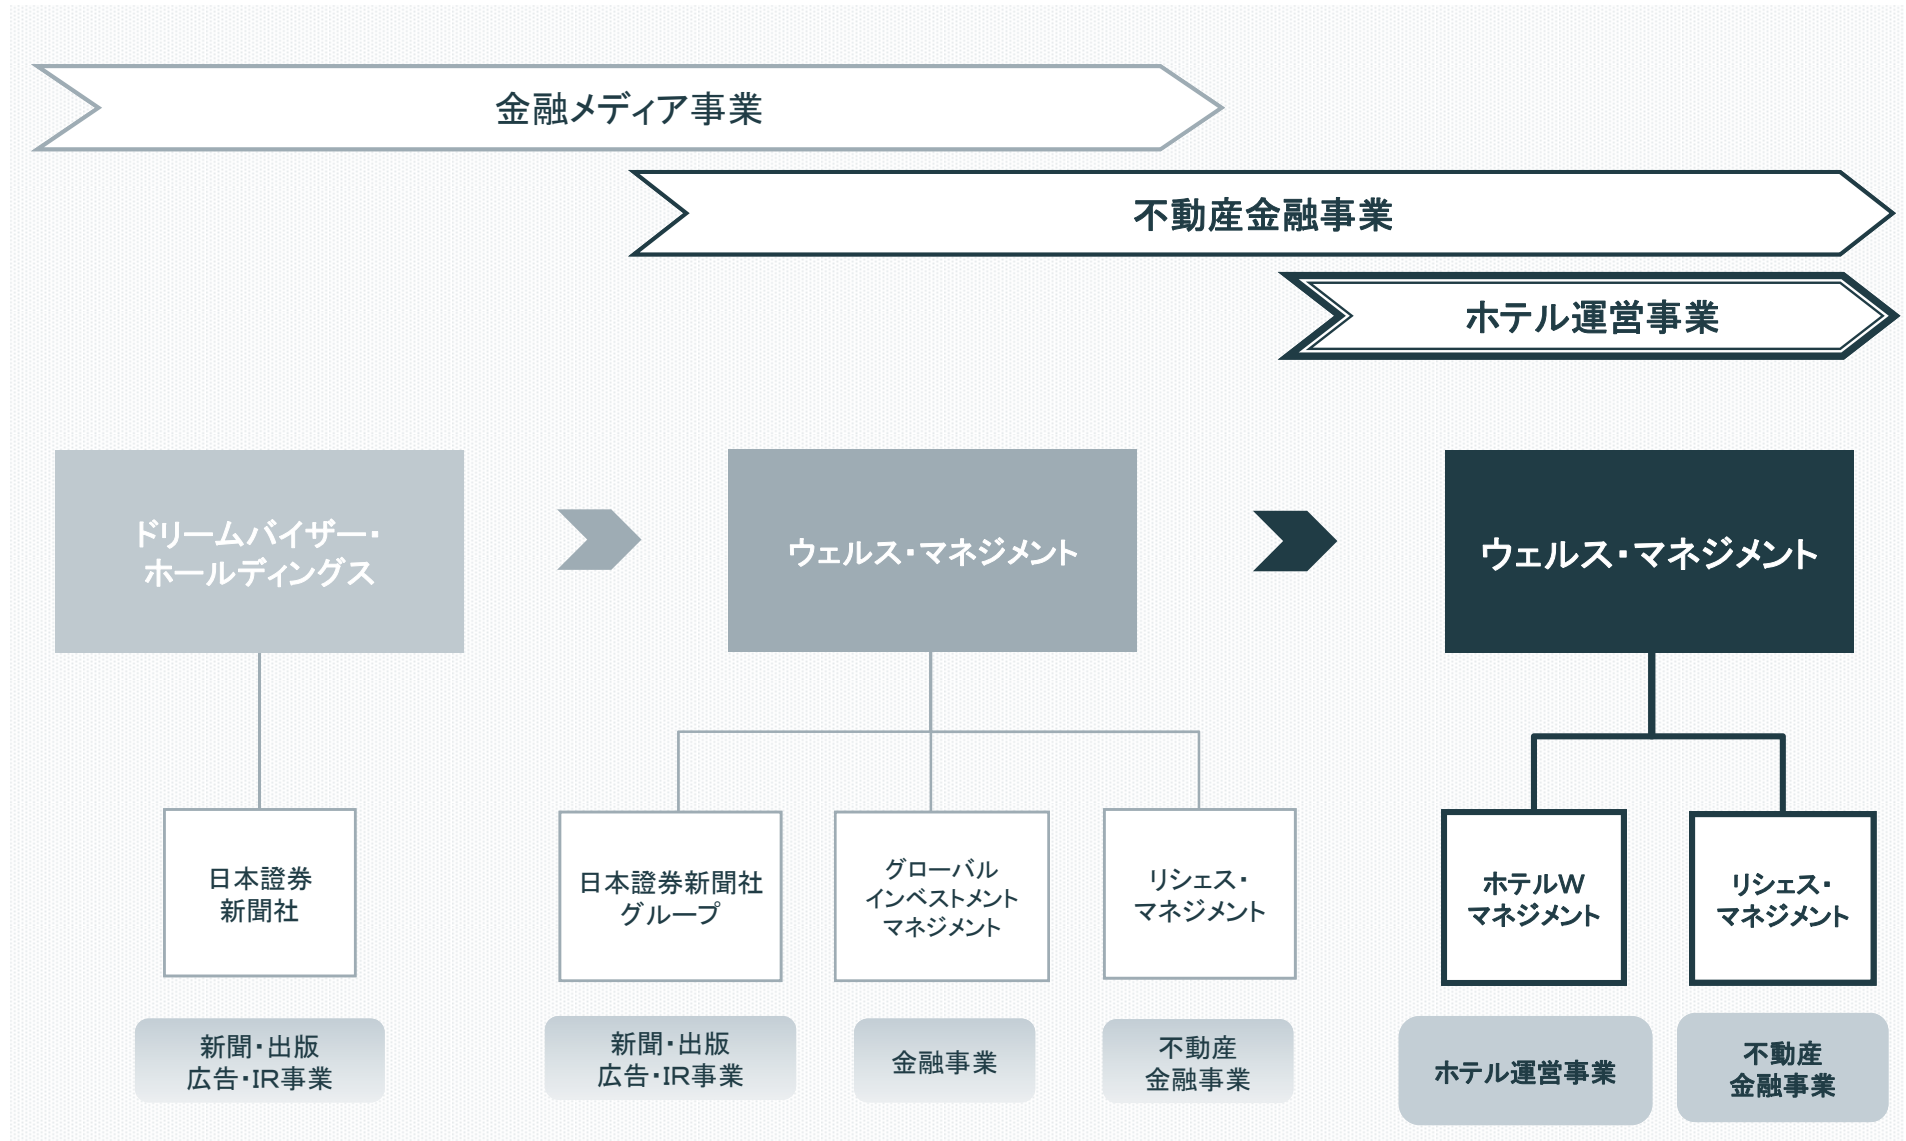 金融メディア事業
不動産金融事業
ホテル運営事業
ドリームバイザー・
ホールディングス
ウェルス・マネジメント
ウェルス・マネジメント
日本證券
新聞社
日本證券新聞社
グループ
グローバル
インベストメント
マネジメント
リシェス・
マネジメント
ホテルW
マネジメント
リシェス・
マネジメント
新聞・出版
広告・IR事業
新聞・出版
広告・IR事業
金融事業
不動産
金融事業
ホテル運営事業
不動産
金融事業